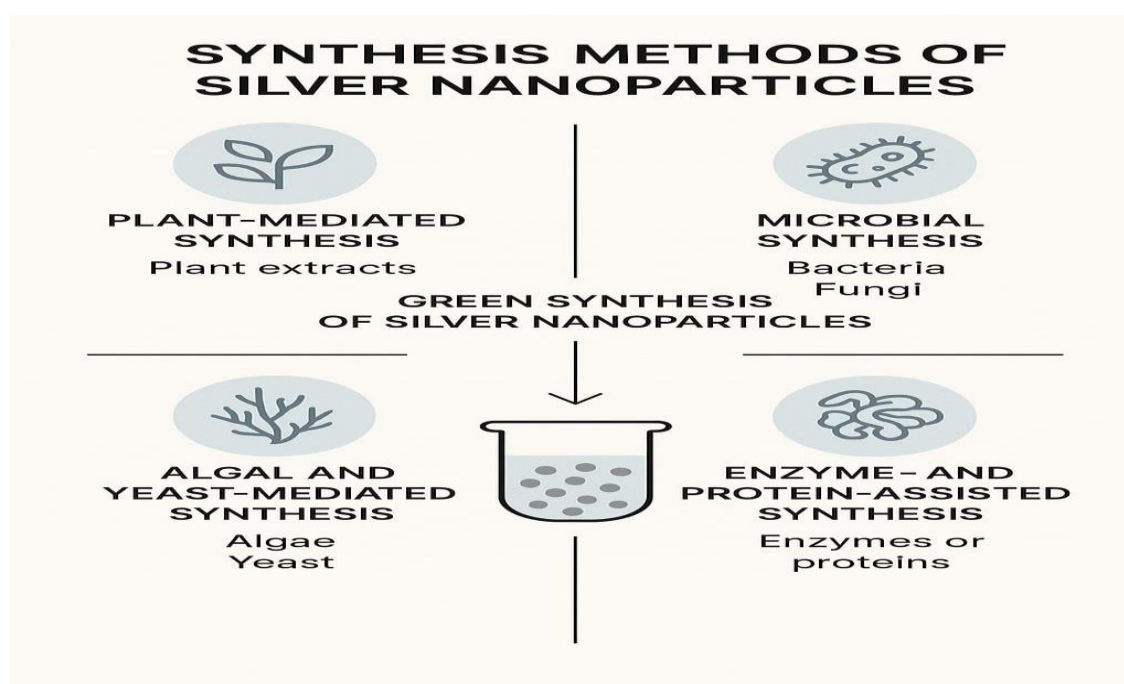 SYNTHESIS METHODS OF
SILVER NANOPARTICLES
PLANT-MEDIATED
SYNTHESIS
Plant extracts
MICROBIAL
SYNTHESIS
Bacteria
Fungi
GREEN SYNTHESIS
OF SILVER NANOPARTICLES
ALGAL AND
YEAST-MEDIATED
SYNTHESIS
Algae
Yeast
ENZYME-AND
PROTEIN-ASSISTED
SYNTHESIS
Enzymes or
proteins